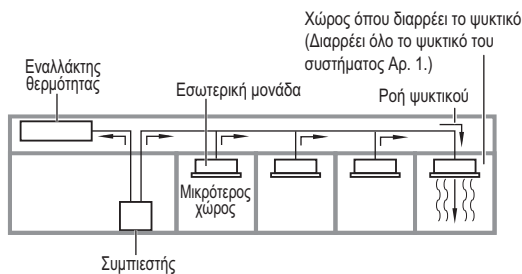 Χώρος όπου διαρρέει το ψυκτικό
(Διαρρέει όλο το ψυκτικό του
συστήματος Αρ. 1.)
Εναλλάκτης
θερμότητας
Εσωτερική μονάδα
Ροή ψυκτικού
Μικρότερος
χώρος
Συμπιεστής